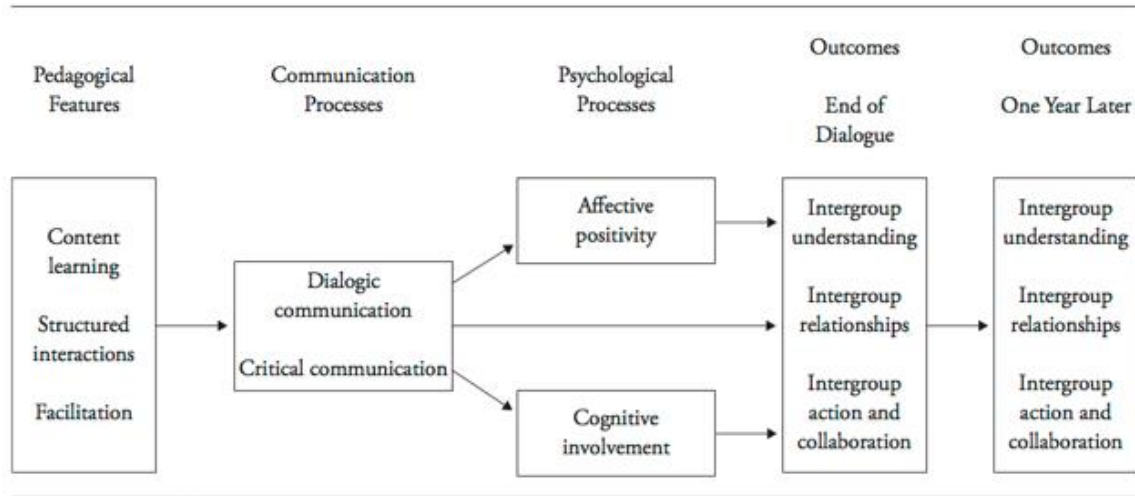 Pedagogical
Features
Communication
Processes
Psychological
Processes
Outcomes
End of
Dialogue
Outcomes
One Year Later
Content
learning
Structured
interactions
Facilitation
Dialogic
communication
Critical communication
Affective
positivity
Cognitive
involvement
Intergroup
understanding
Intergroup
relationships
Intergroup
action and
collaboration
Intergroup
understanding
Intergroup
relationships
Intergroup
action and
collaboration